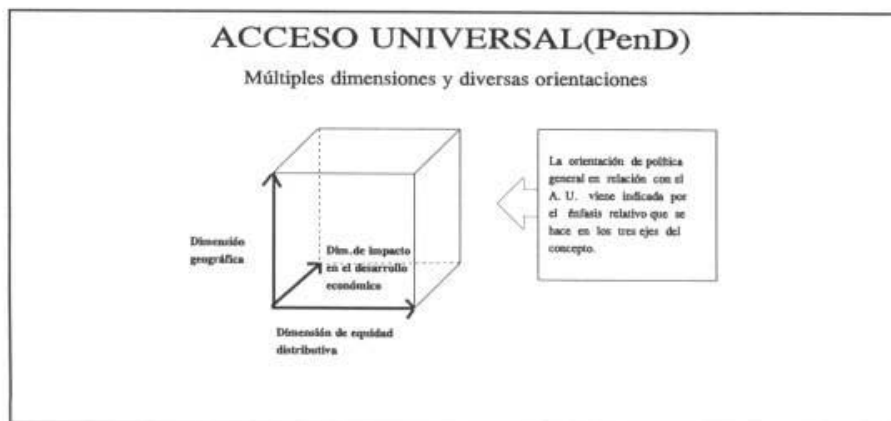 ACCESO UNIVERSAL(PenD)
Múltiples dimensiones y diversas orientaciones
La orientación de política
general en relación con el
A. U. viene indicada por
el énfasis relativo que se
hace en los tres ejes del
concepto.
Dimensión
geográfica
Dim. de impacto
en el desarrollo
económico
Dimensión de equidad
distributiva